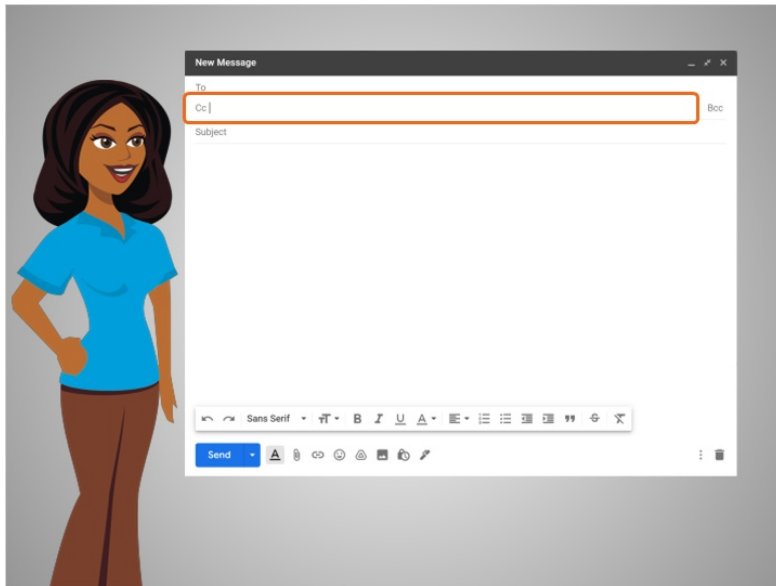 New Message
To
Cc
Bcc
Subject
Sans Serif
B I U A
Send
A